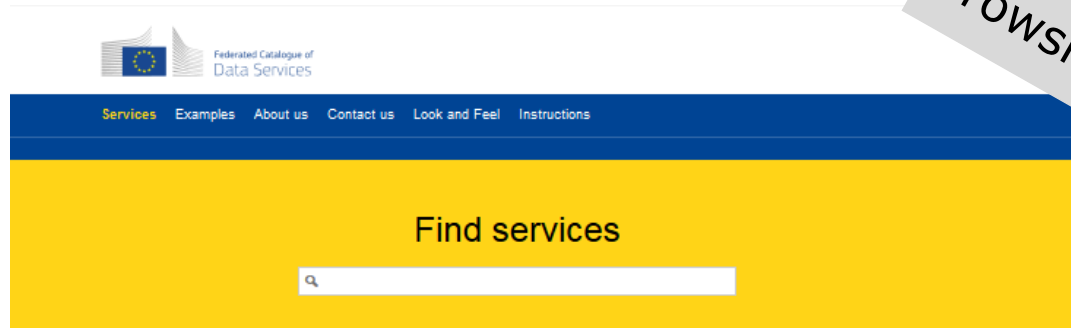 Federated Catalogue of
Data Services
Services Examples About us Contact us Look and Feel Instructions
Find services